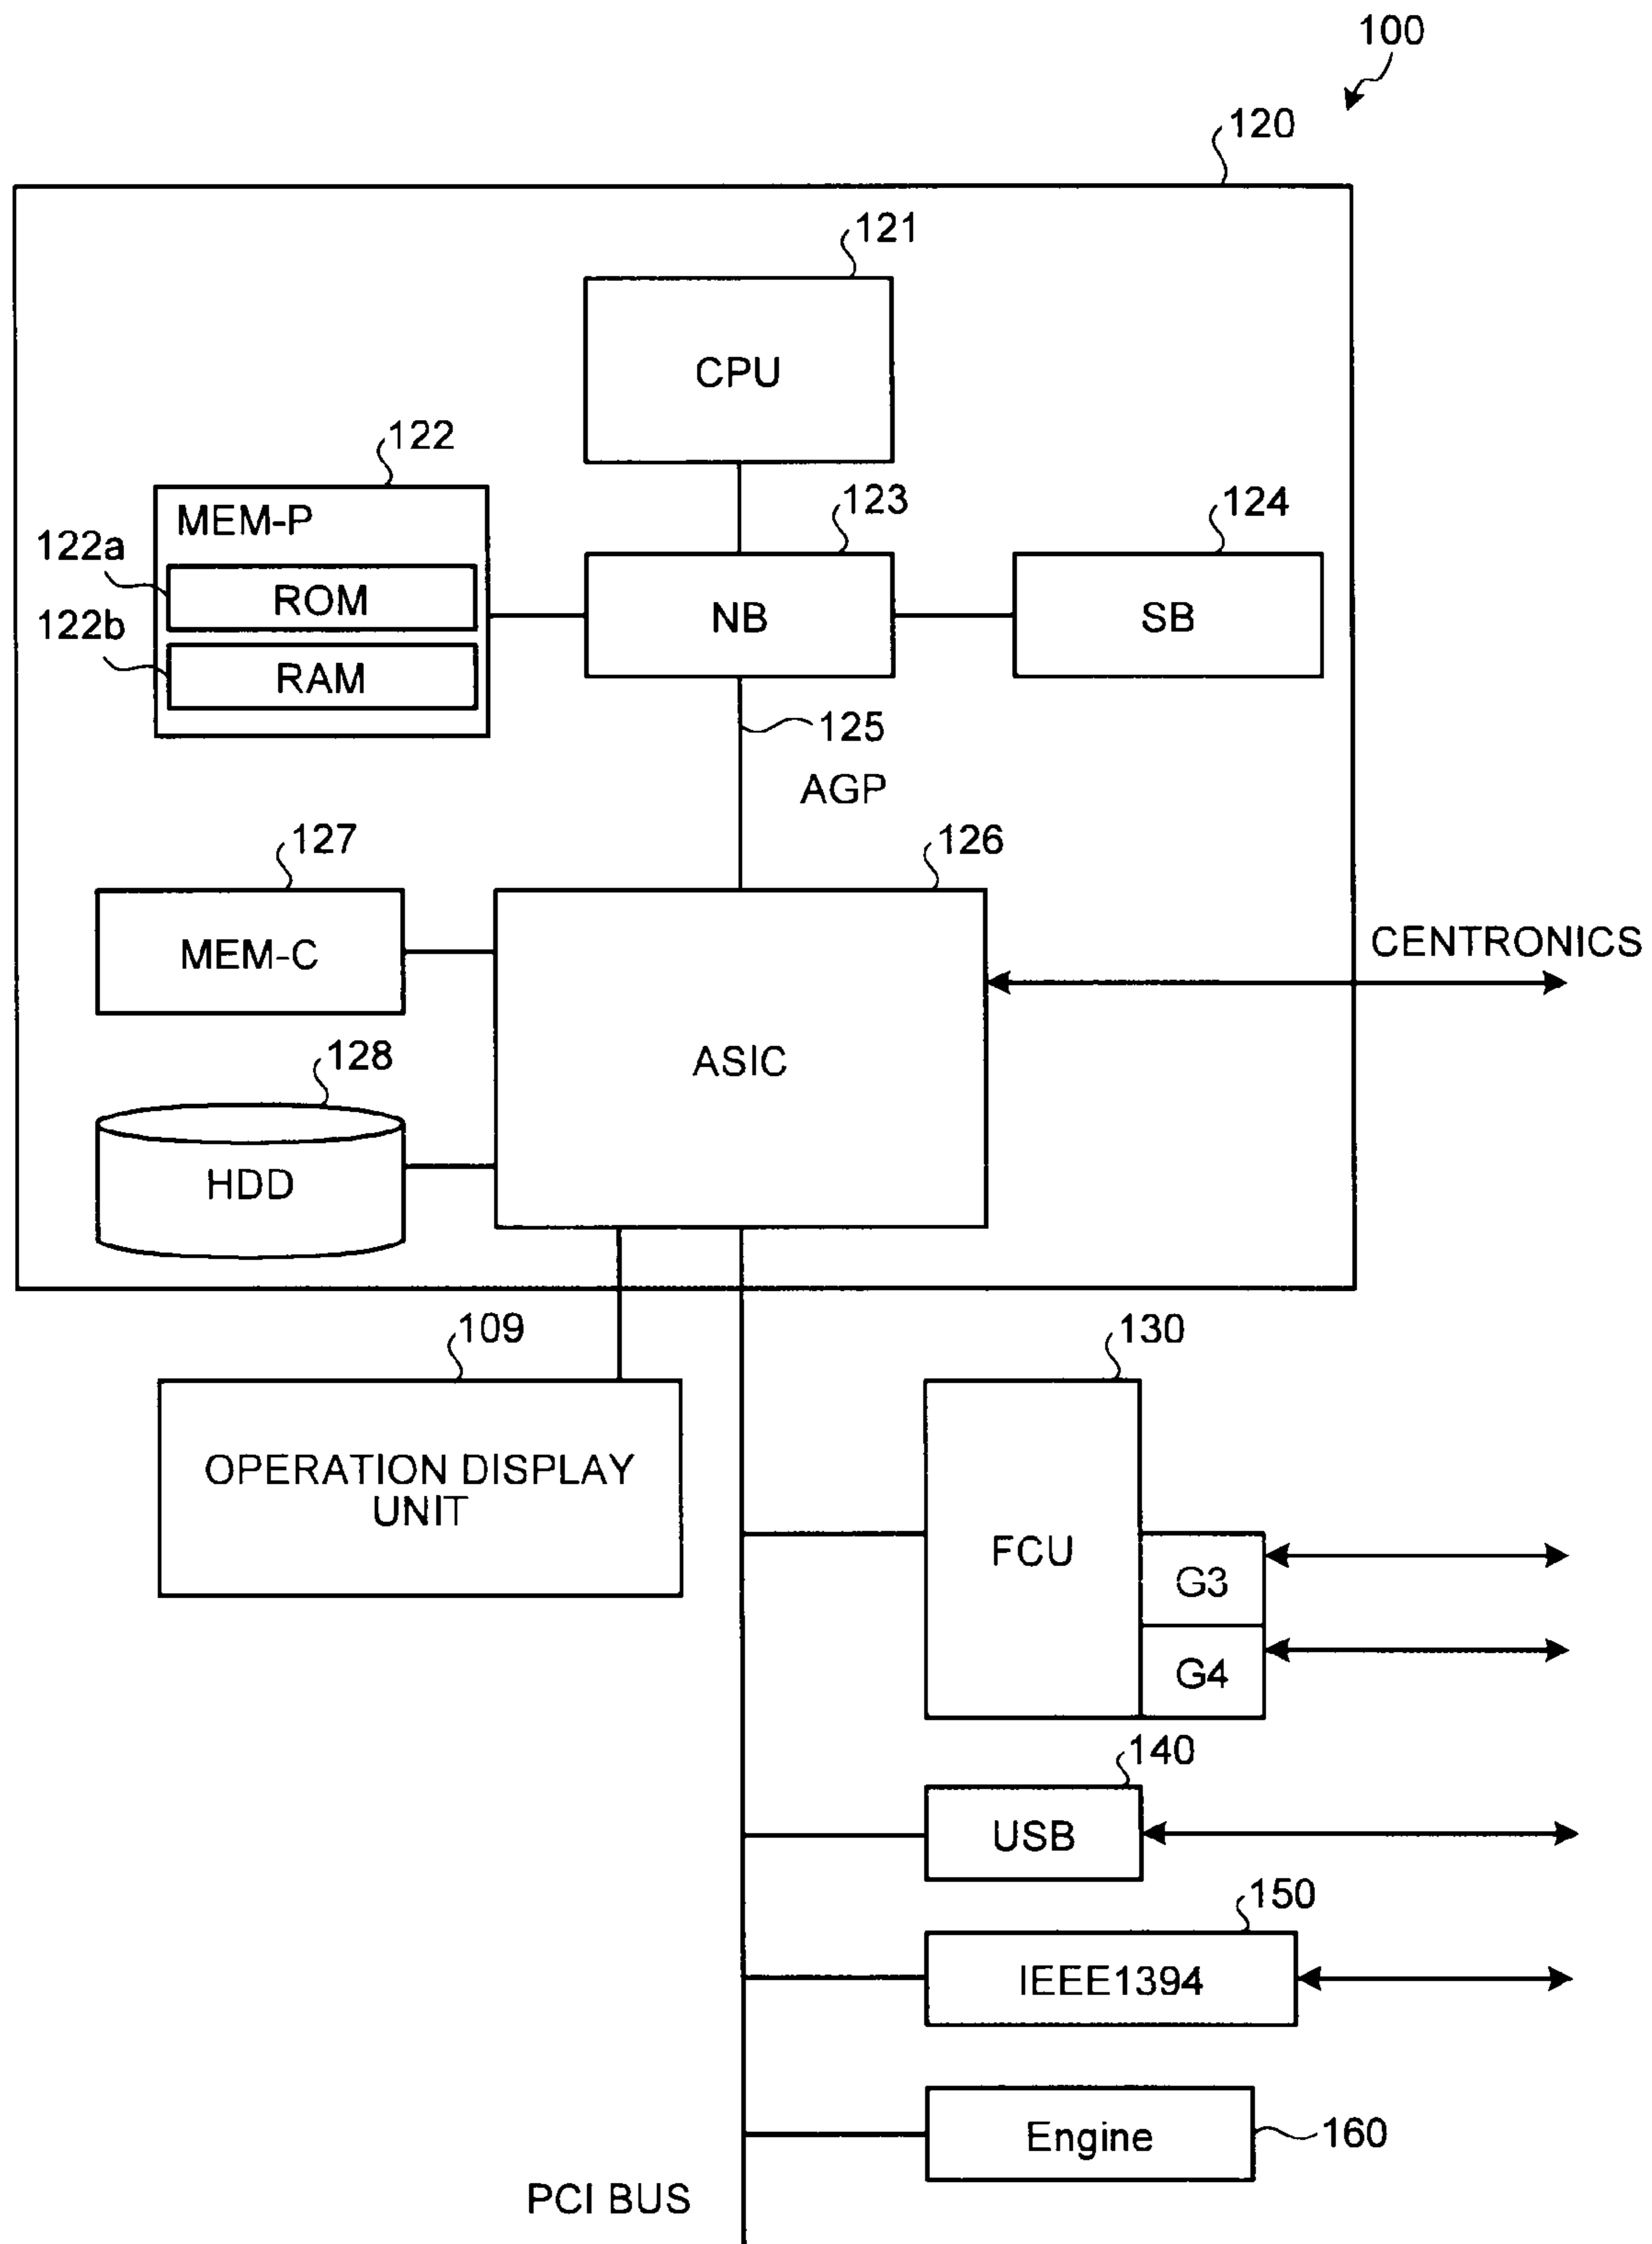 100
120
121
CPU
122
MEM-P
122a
ROM
122b
RAM
123
NB
124
SB
125
AGP
126
127
MEM-C
CENTRONICS
ASIC
128
HDD
109
OPERATION DISPLAY
UNIT
130
FCU
G3
G4
140
USB
150
IEEE1394
Engine
160
PCI BUS